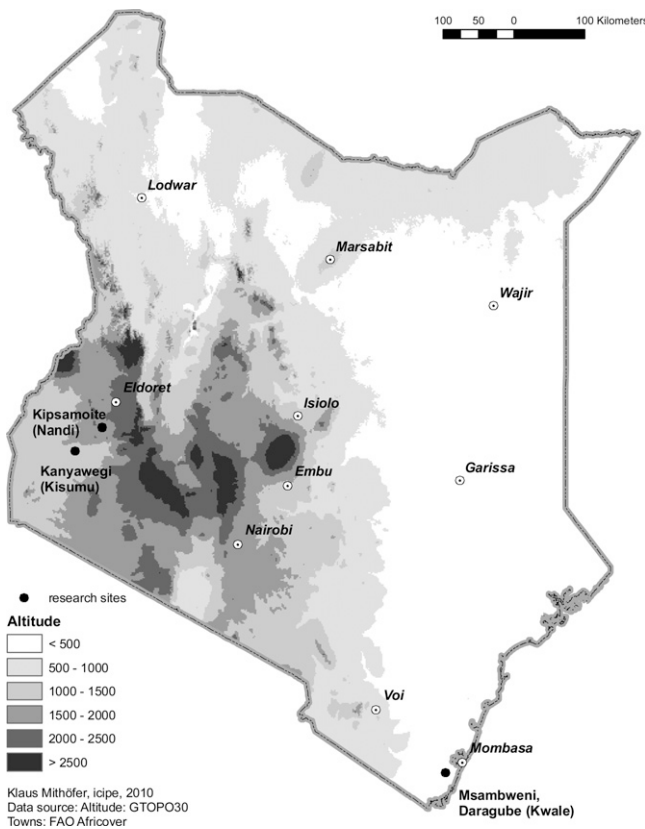 100 50 0 100 Kilometers
Lodwar
Marsabit
Wajir
Eldoret
Kipsamoite
(Nandi)
Isiolo
Kanyawegi
(Kisumu)
Embu
Garissa
Nairobi
research sites
Altitude
< 500
500 - 1000
1000 - 1500
1500 - 2000
2000 - 2500
> 2500
Voi
Mombasa
Msambweni,
Daragube (Kwale)
Klaus Mithöfer, icipe, 2010
Data source: Altitude: GTOPO30
Towns: FAO Africover